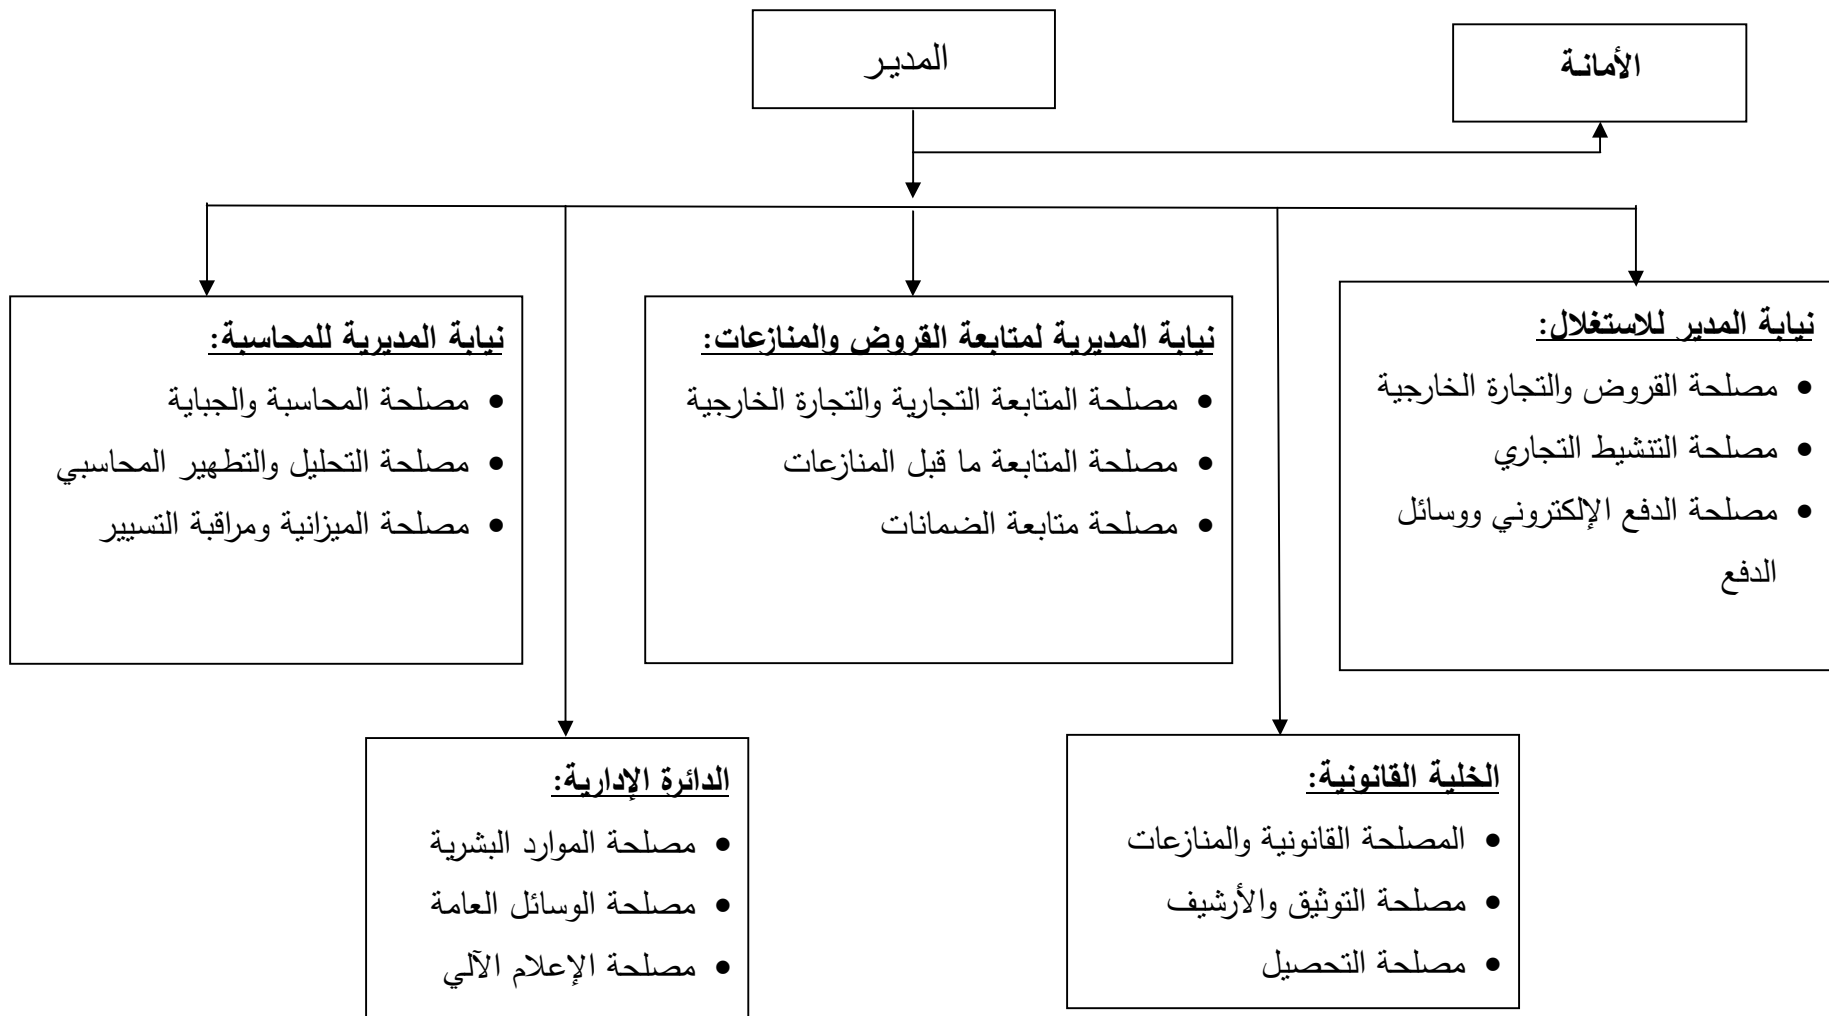 المديـر
الأمانـة
نيابة المدير للاستغلال:
• مصلحة القروض والتجارة الخارجية
• مصلحة التنشيط التجاري
• مصلحة الدفع الإلكتروني ووسائل
الدفع
نيابة المديرية لمتابعة القروض والمنازعات:
• مصلحة المتابعة التجارية والتجارة الخارجية
• مصلحة المتابعة ما قبل المنازعات
• مصلحة متابعة الضمانات
نيابة المديرية للمحاسبة:
• مصلحة المحاسبة والجباية
• مصلحة التحليل والتطهير المحاسبي
• مصلحة الميزانية ومراقبة التسيير
الخلية القانونية:
• المصلحة القانونية والمنازعات
• مصلحة التوثيق والأرشيف
• مصلحة التحصيل
الدائرة الإدارية:
• مصلحة الموارد البشرية
• مصلحة الوسائل العامة
• مصلحة الإعلام الآلي